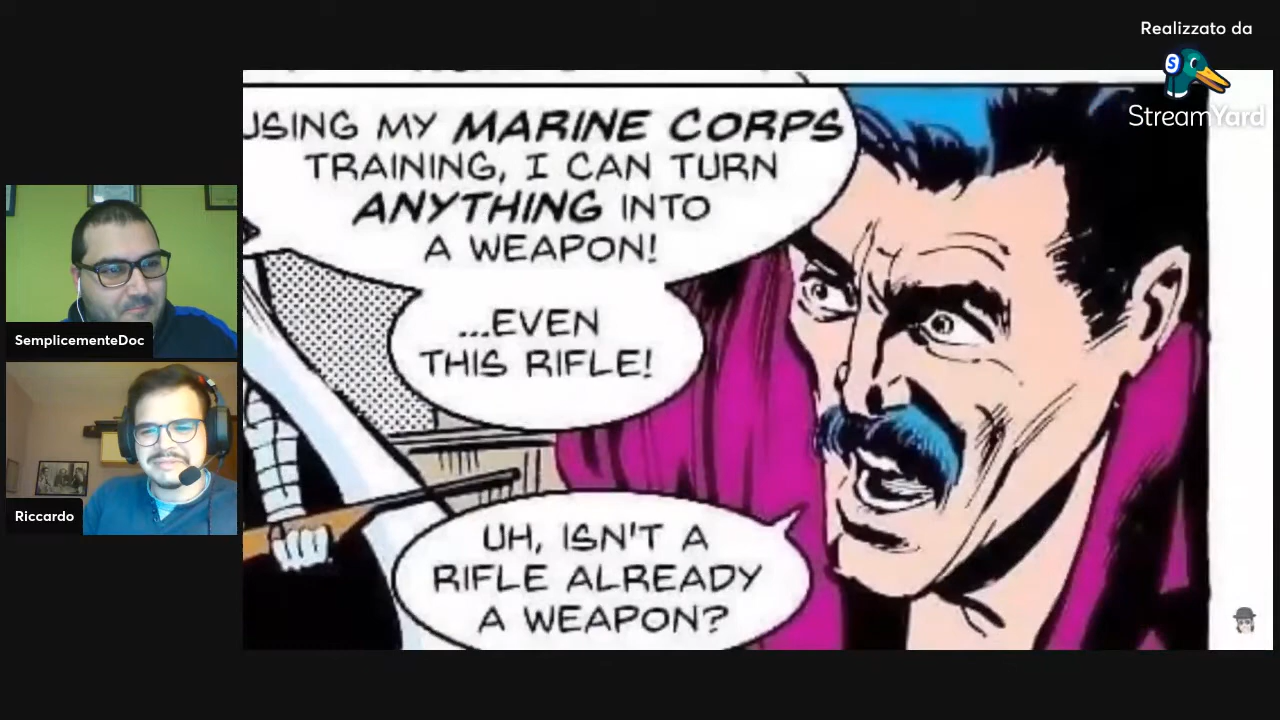 Realizzato da
StreamYard
USING MY MARINE CORPS
TRAINING, I CAN TURN
ANYTHING INTO
A WEAPON!
...EVEN
THIS RIFLE!
UH, ISN'T A
RIFLE ALREADY
A WEAPON?
SemplicementeDoc
Riccardo